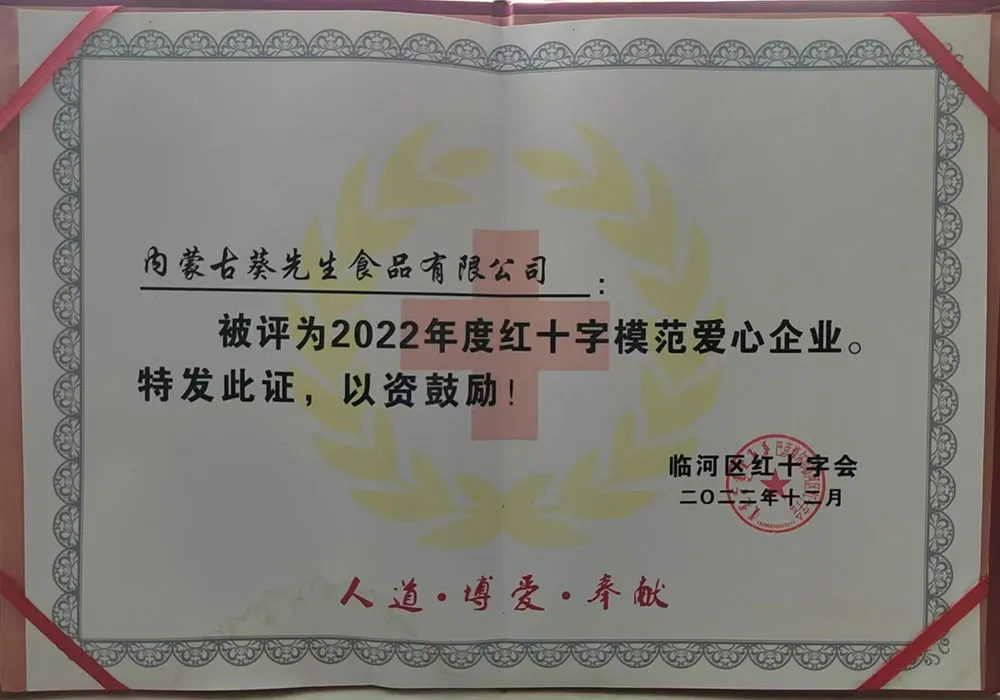 内蒙古葵先生食品有限公司：
被评为2022年度红十字模范爱心企业。
特发此证，以资鼓励！
临河区红十字会
二〇二二年十二月
人道·博爱·奉献